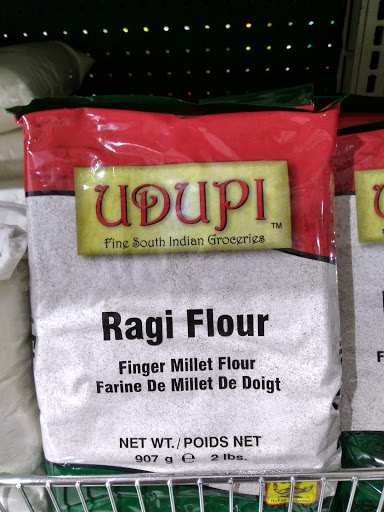 UDUPI TM
Fine South Indian Groceries
Ragi Flour
Finger Millet Flour
Farine De Millet De Doigt
NET WT./POIDS NET
907 g ℮ 2 lbs.